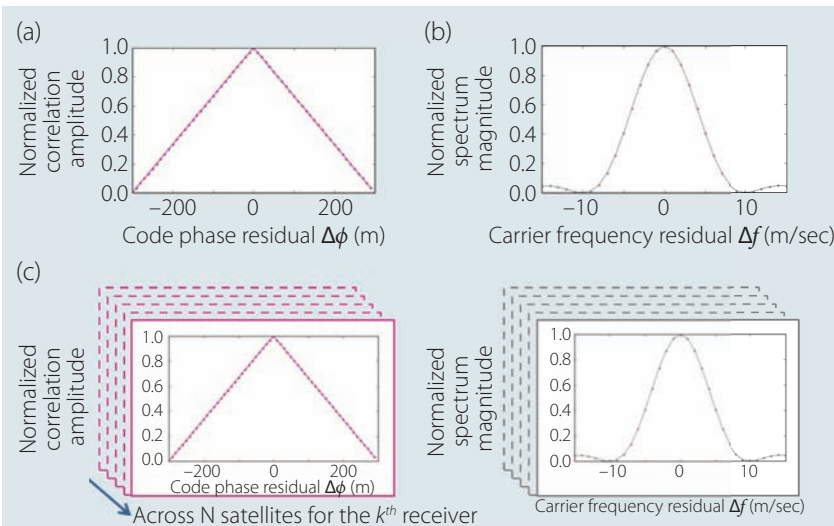 (a)
Normalized
correlation
amplitude
1.0
0.8
0.6
0.4
0.2
0.0
−200 0 200
Code phase residual Δϕ (m)
(b)
Normalized
spectrum
magnitude
1.0
0.8
0.6
0.4
0.2
0.0
−10 0 10
Carrier frequency residual Δf (m/sec)
(c)
Normalized
correlation
amplitude
1.0
0.8
0.6
0.4
0.2
0.0
−200 0 200
Code phase residual Δϕ (m)
Across N satellites for the kth receiver
Normalized
spectrum
magnitude
1.0
0.8
0.6
0.4
0.2
0.0
−10 0 10
Carrier frequency residual Δf (m/sec)